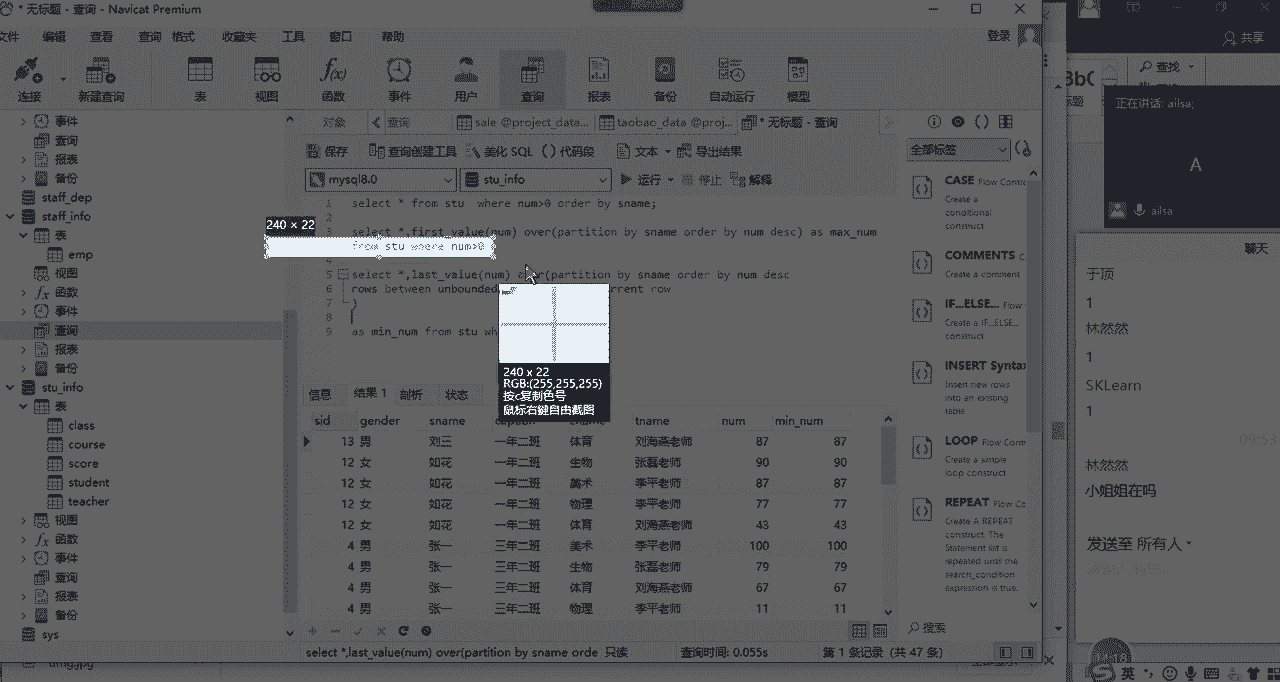 * 无标题 - 查询 - Navicat Premium
文件 编辑 查看 查询 格式 收藏夹 工具 窗口 帮助
登录
共享
连接 新建查询 表 视图 函数 事件 用户 查询 报表 备份 自动运行 模型
查找
正在讲话: ailsa;
A
ailsa
事件
查询
报表
备份
staff_dep
staff_info
表
emp
视图
函数
事件
查询
报表
备份
stu_info
表
class
course
score
student
teacher
视图
函数
事件
查询
报表
备份
sys
对象 查询 sale @project_data... taobao_data @proj... * 无标题 - 查询
保存 查询创建工具 美化 SQL () 代码段 文本 导出结果
mysql8.0 stu_info 运行 停止 解释
1 select * from stu where num>0 order by sname;
2
select *,first_value(num) over(partition by sname order by num desc) as max_num
240 × 22
from stu where num>0
5 select *,last_value(num) over(partition by sname order by num desc
6 rows between unbounded
rrent row
7 )
8
9 as min_num from stu wh
240 x 22
RGB:(255,255,255)
按c复制色号
鼠标右键自由截图
信息 结果 1 剖析 状态
sid gender sname tname num min_num
13 男 刘三 一年二班 体育 刘海燕老师 87 87
12 女 如花 一年二班 生物 张磊老师 90 90
12 女 如花 一年二班 美术 李平老师 87 87
12 女 如花 一年二班 物理 李平老师 77 77
12 女 如花 一年二班 体育 刘海燕老师 43 43
4 男 张一 三年二班 美术 李平老师 100 100
4 男 张一 三年二班 生物 张磊老师 79 79
4 男 张一 三年二班 体育 刘海燕老师 67 67
4 男 张一 三年二班 物理 李平老师 11 11
select *,last_value(num) over(partition by sname orde 只读 查询时间: 0.055s 第 1 条记录 (共 47 条)
全部标签
CASE Flow Contr
Create a
conditional
construct
COMMENTS C
Create a comment
IF...ELSE... Flow
Create a IF...ELSE...
construct
INSERT Syntax
Insert new rows
into an existing
table
LOOP Flow Contr
Create a simple
loop construct
REPEAT Flow Co
Create A REPEAT
construct. The
Statement list is
repeated until the
search_condition
expression is true.
搜索
聊天
于顶
1
林然然
1
SKLearn
1
09:53
林然然
小姐姐在吗
发送至 所有人
英